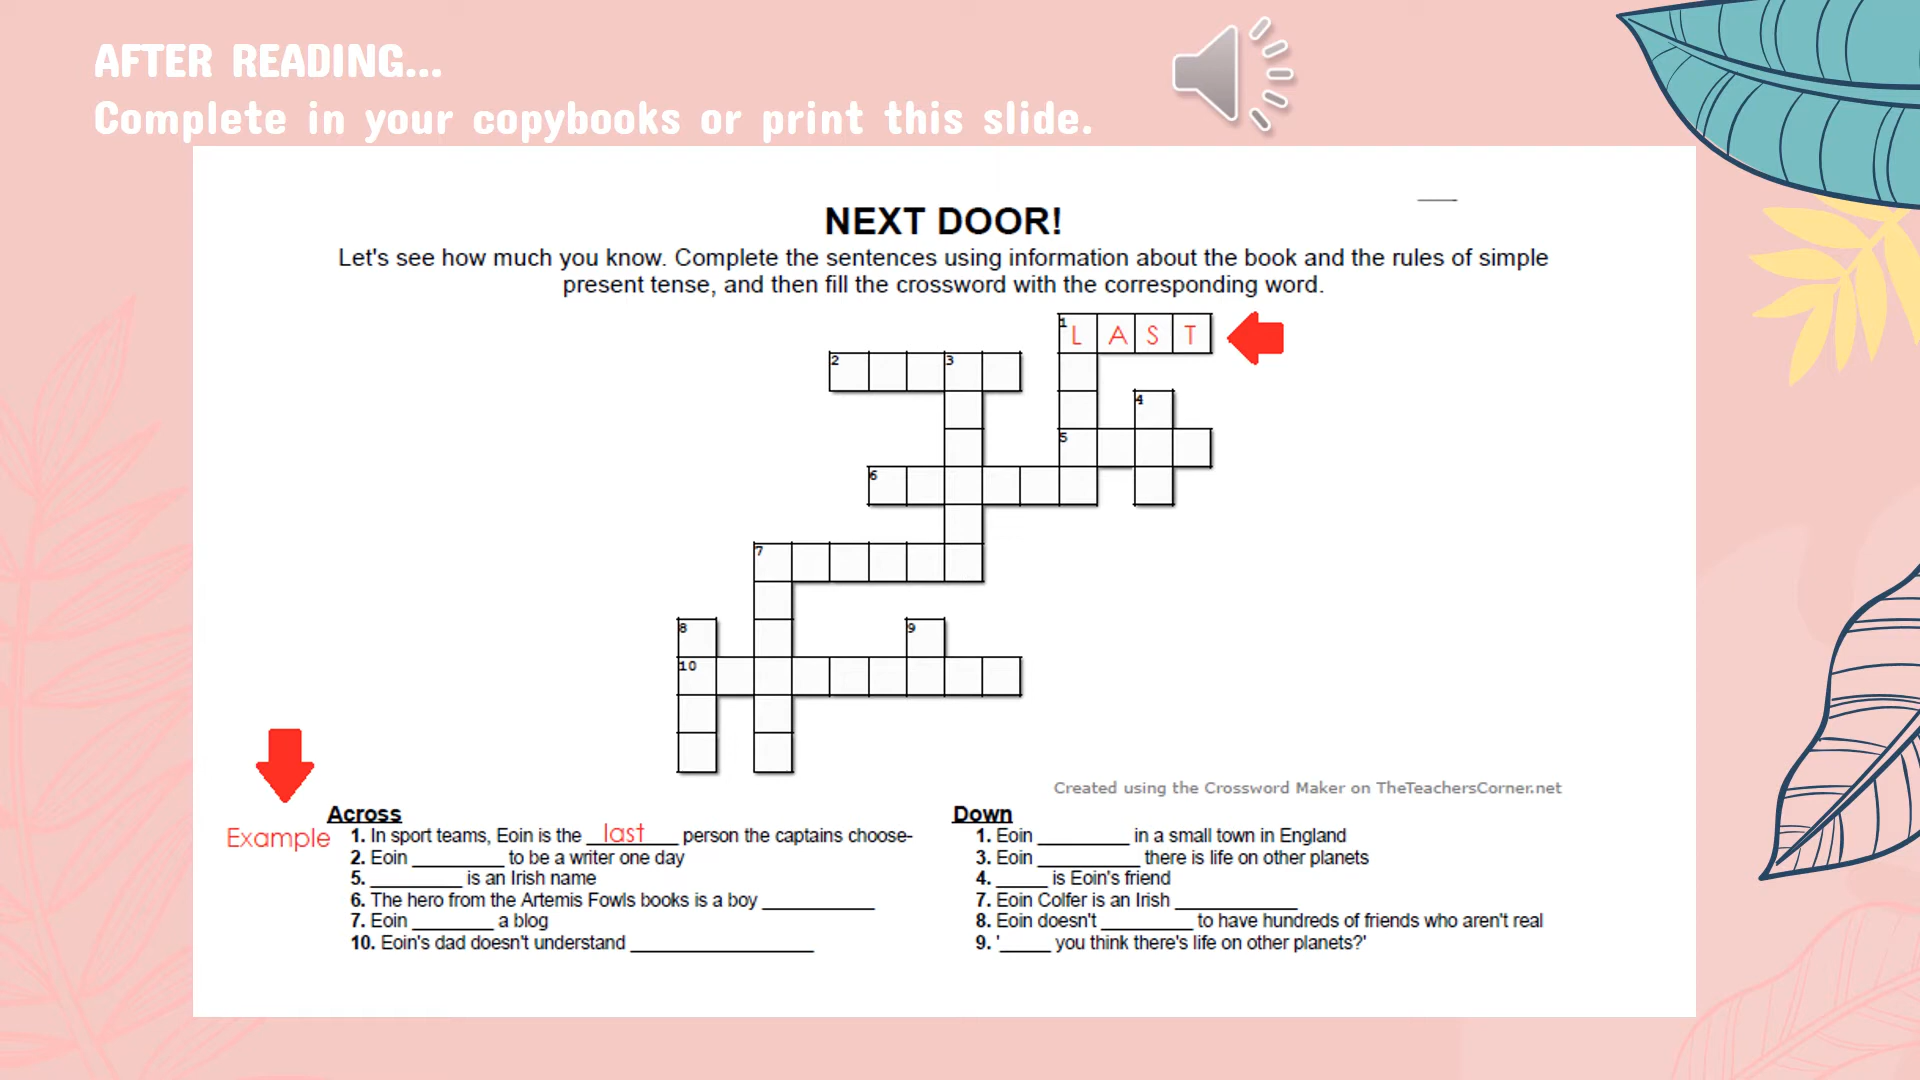 AFTER READING...
Complete in your copybooks or print this slide.
NEXT DOOR!
Let's see how much you know. Complete the sentences using information about the book and the rules of simple
present tense, and then fill the crossword with the corresponding word.
1 L A S T
2 3
4
5
6
7
8 9
10
Created using the Crossword Maker on TheTeachersCorner.net
Example
Across
1. In sport teams, Eoin is the __last__ person the captains choose-
2. Eoin _________ to be a writer one day
5. _________ is an Irish name
6. The hero from the Artemis Fowls books is a boy ___________
7. Eoin ________ a blog
10. Eoin's dad doesn't understand __________________
Down
1. Eoin _________ in a small town in England
3. Eoin __________ there is life on other planets
4. _____ is Eoin's friend
7. Eoin Colfer is an Irish ____________
8. Eoin doesn't _________ to have hundreds of friends who aren't real
9. '_____ you think there's life on other planets?'